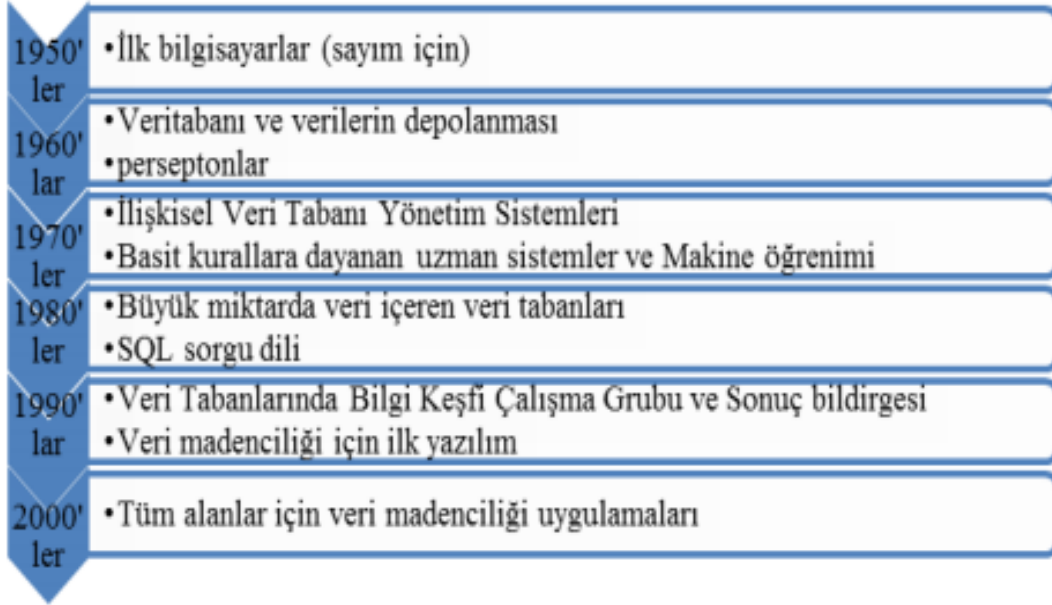 1950'
ler
•İlk bilgisayarlar (sayım için)
1960'
lar
•Veritabanı ve verilerin depolanması
•perseptonlar
1970'
ler
•İlişkisel Veri Tabanı Yönetim Sistemleri
•Basit kurallara dayanan uzman sistemler ve Makine öğrenimi
1980'
ler
•Büyük miktarda veri içeren veri tabanları
•SQL sorgu dili
1990'
lar
•Veri Tabanlarında Bilgi Keşfi Çalışma Grubu ve Sonuç bildirgesi
•Veri madenciliği için ilk yazılım
2000'
ler
•Tüm alanlar için veri madenciliği uygulamaları